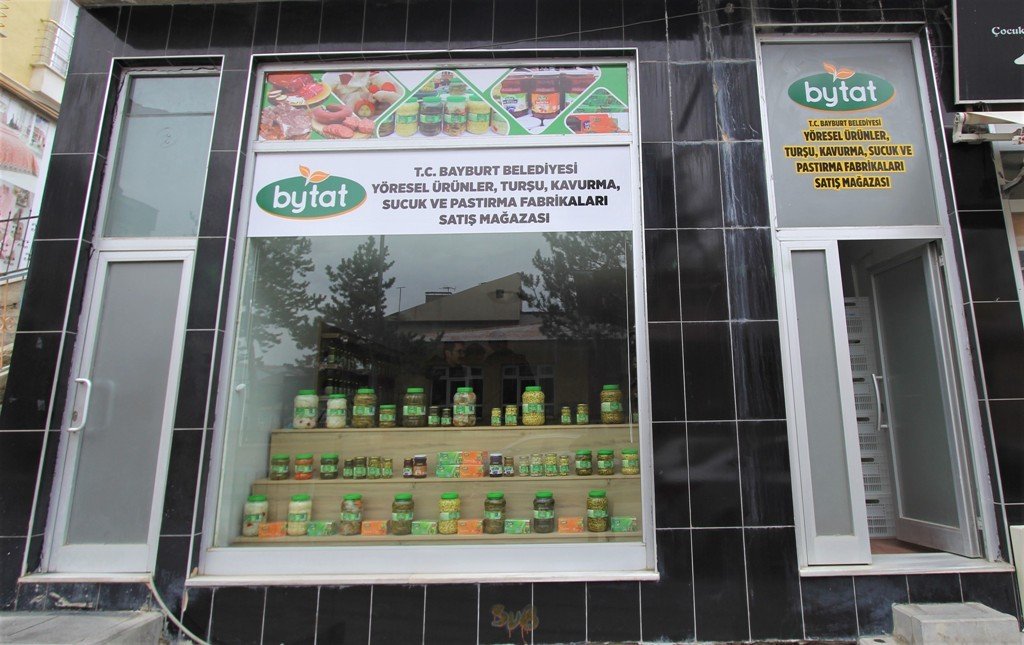 bytat
T.C. BAYBURT BELEDİYESİ
YÖRESEL ÜRÜNLER, TURŞU, KAVURMA,
SUCUK VE PASTIRMA FABRİKALARI
SATIŞ MAĞAZASI
bytat
T.C. BAYBURT BELEDİYESİ
YÖRESEL ÜRÜNLER,
TURŞU, KAVURMA, SUCUK VE
PASTIRMA FABRİKALARI
SATIŞ MAĞAZASI
Çocuk